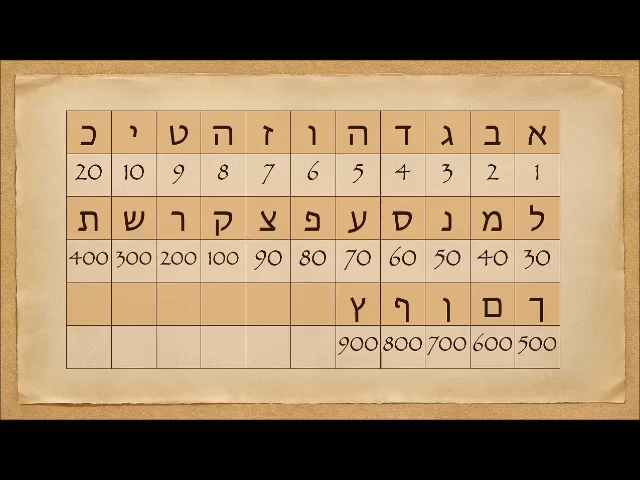 א ב ג ד ה ו ז ה ט י כ
1 2 3 4 5 6 7 8 9 10 20
ל מ נ ס ע פ צ ק ר ש ת
30 40 50 60 70 80 90 100 200 300 400
ך ם ן ף ץ
500 600 700 800 900